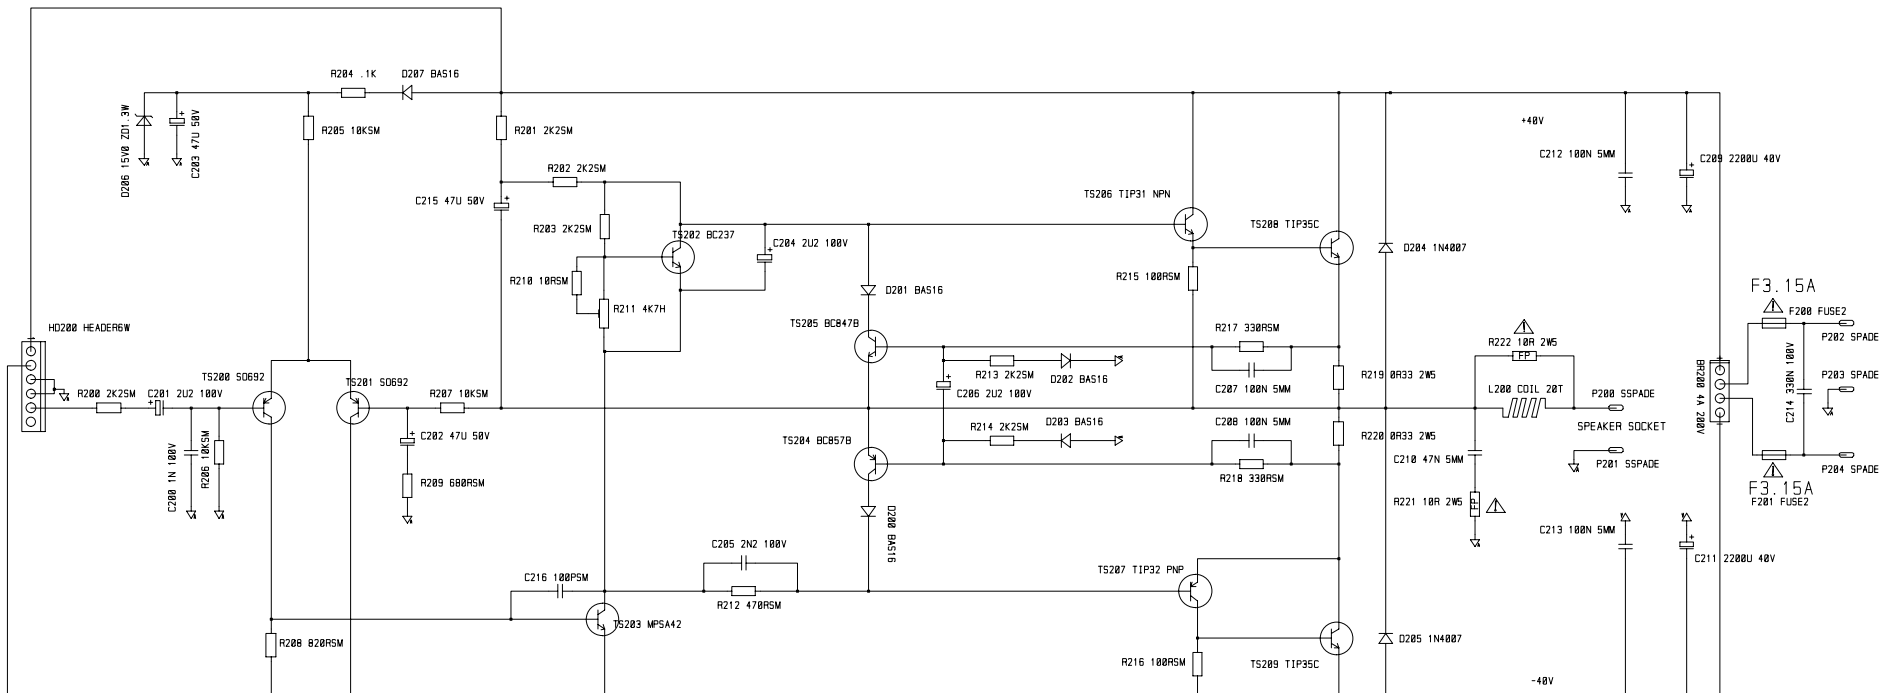 R204 .1K
D207 BAS16
D206 15V0 ZD1.3W
C203 47U 50V
R205 10KSM
R201 2K2SM
+40V
C212 100N 5MM
C209 2200U 40V
R202 2K2SM
C215 47U 50V
TS206 TIP31 NPN
R203 2K2SM
TS202 BC237
C204 2U2 100V
TS208 TIP35C
D204 1N4007
R210 10RSM
R215 100RSM
D201 BAS16
R211 4K7H
F3.15A
F200 FUSE2
HD200 HEADER6W
TS205 BC847B
R217 330RSM
R222 10R 2W5
FP
P202 SPADE
R213 2K2SM
D202 BAS16
C207 100N 5MM
R219 0R33 2W5
BR200 4A 200V
C214 330N 100V
TS200 SO692
TS201 SO692
R200 2K2SM
C201 2U2 100V
R207 10KSM
C206 2U2 100V
L200 COIL 20T
P200 SSPADE
P203 SPADE
SPEAKER SOCKET
C202 47U 50V
R214 2K2SM
D203 BAS16
C208 100N 5MM
R220 0R33 2W5
TS204 BC857B
C200 1N 100V
R206 10KSM
R209 680RSM
R218 330RSM
C210 47N 5MM
P201 SSPADE
P204 SPADE
F3.15A
F201 FUSE2
R221 10R 2W5
FP
D200 BAS16
C213 100N 5MM
C211 2200U 40V
C205 2N2 100V
C216 100PSM
R212 470RSM
TS207 TIP32 PNP
TS203 MPSA42
R208 820RSM
R216 100RSM
TS209 TIP35C
D205 1N4007
-40V